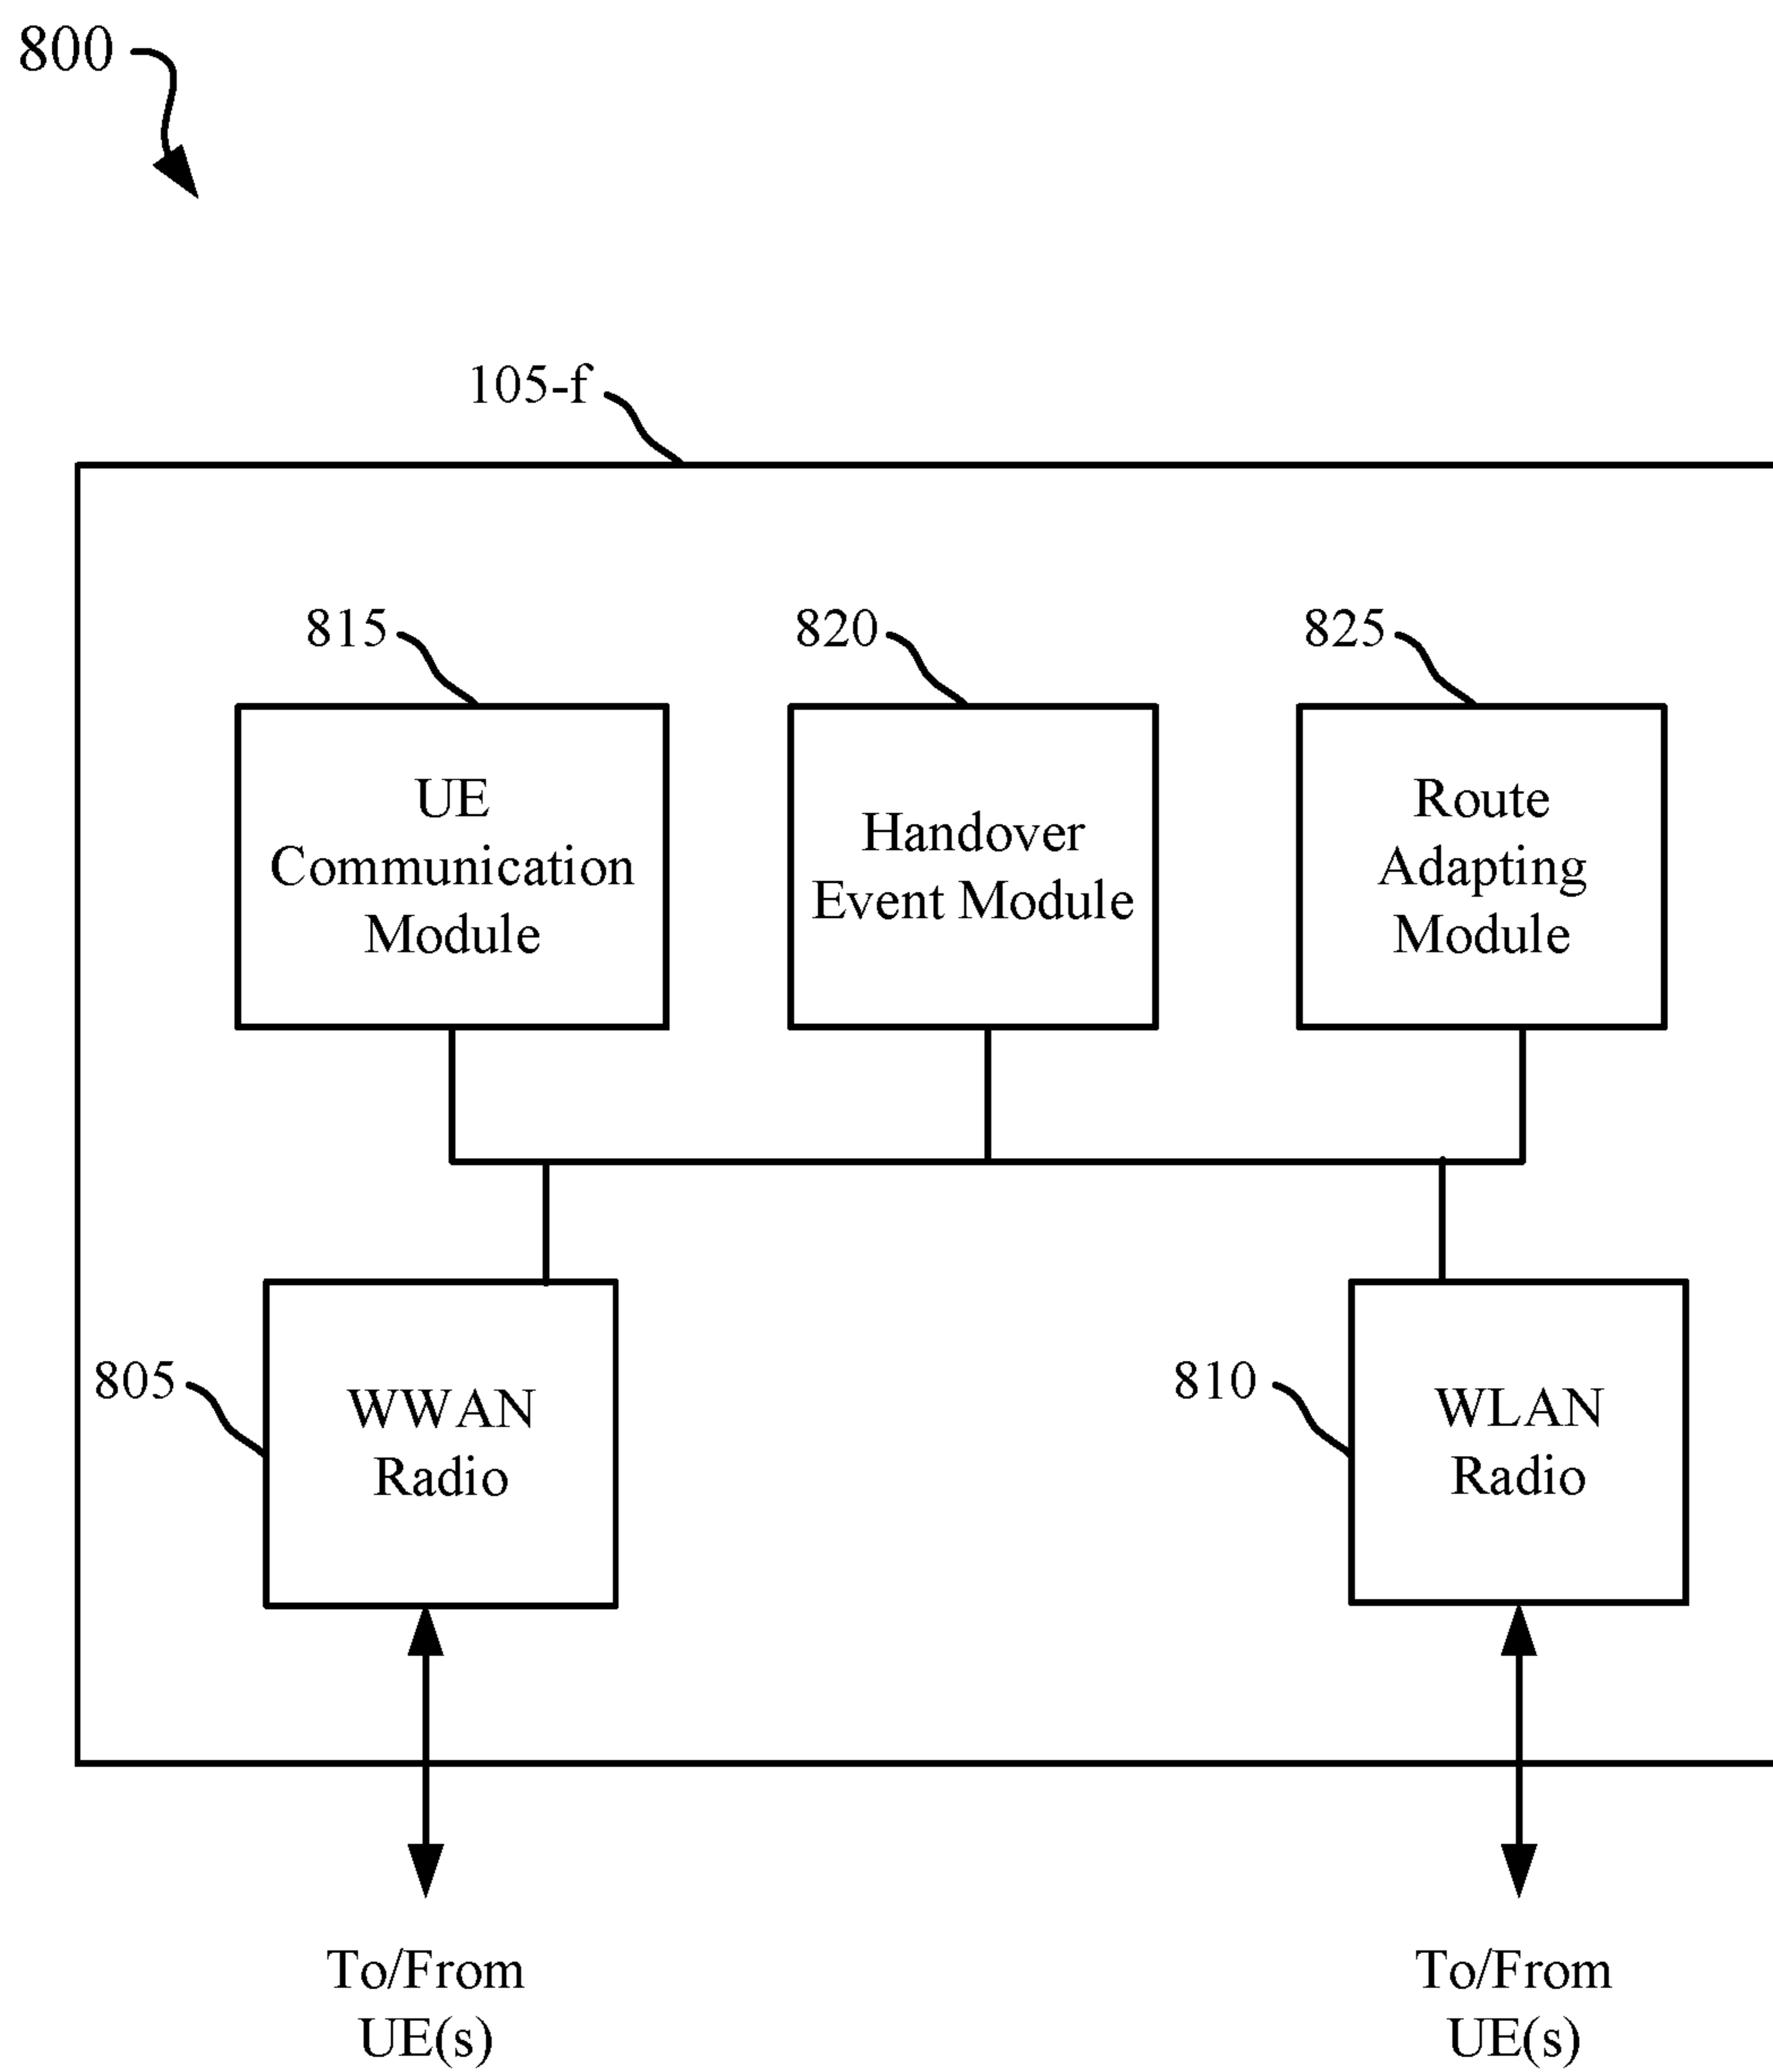 800
105-f
815
820
825
UE
Communication
Module
Handover
Event Module
Route
Adapting
Module
805
WWAN
Radio
810
WLAN
Radio
To/From
UE(s)
To/From
UE(s)